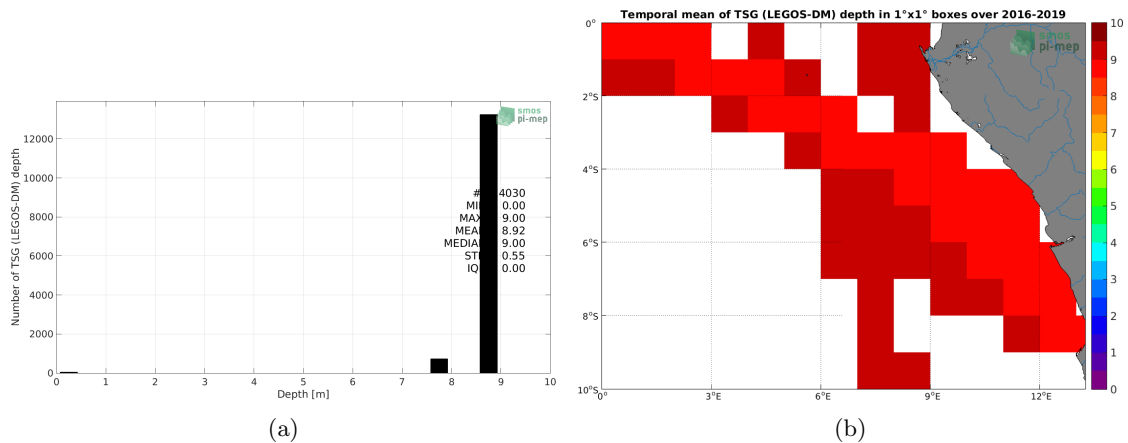 Temporal mean of TSG (LEGOS-DM) depth in 1°x1° boxes over 2016-2019
smos
pi-mep
12000
10000
8000
6000
4000
2000
0
Number of TSG (LEGOS-DM) depth
4030
0.00
MAX 9.00
8.92
MEDIAN 9.00
0.55
0.00
0 1 2 3 4 5 6 7 8 9 10
Depth [m]
smos
pi-mep
0°
2°S
4°S
6°S
8°S
10°S
0° 3°E 6°E 9°E 12°E
10
9
8
7
6
5
4
3
2
1
0
(a)
(b)